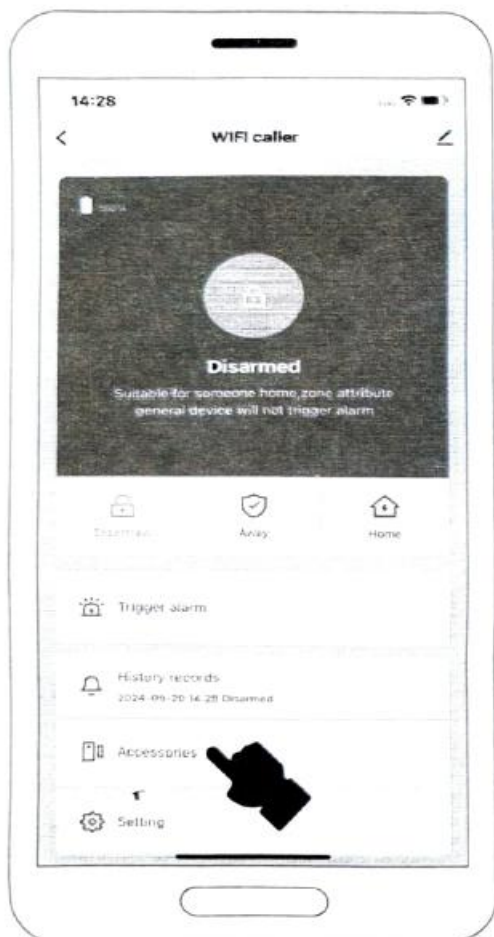 14:28
WIFI caller
Disarmed
Suitable for someone home,zone attribute
general device will not trigger alarm
Disarmed
Away
Home
Trigger alarm
History records
2024-09-20 14:28 Disarmed
Accessories
Setting